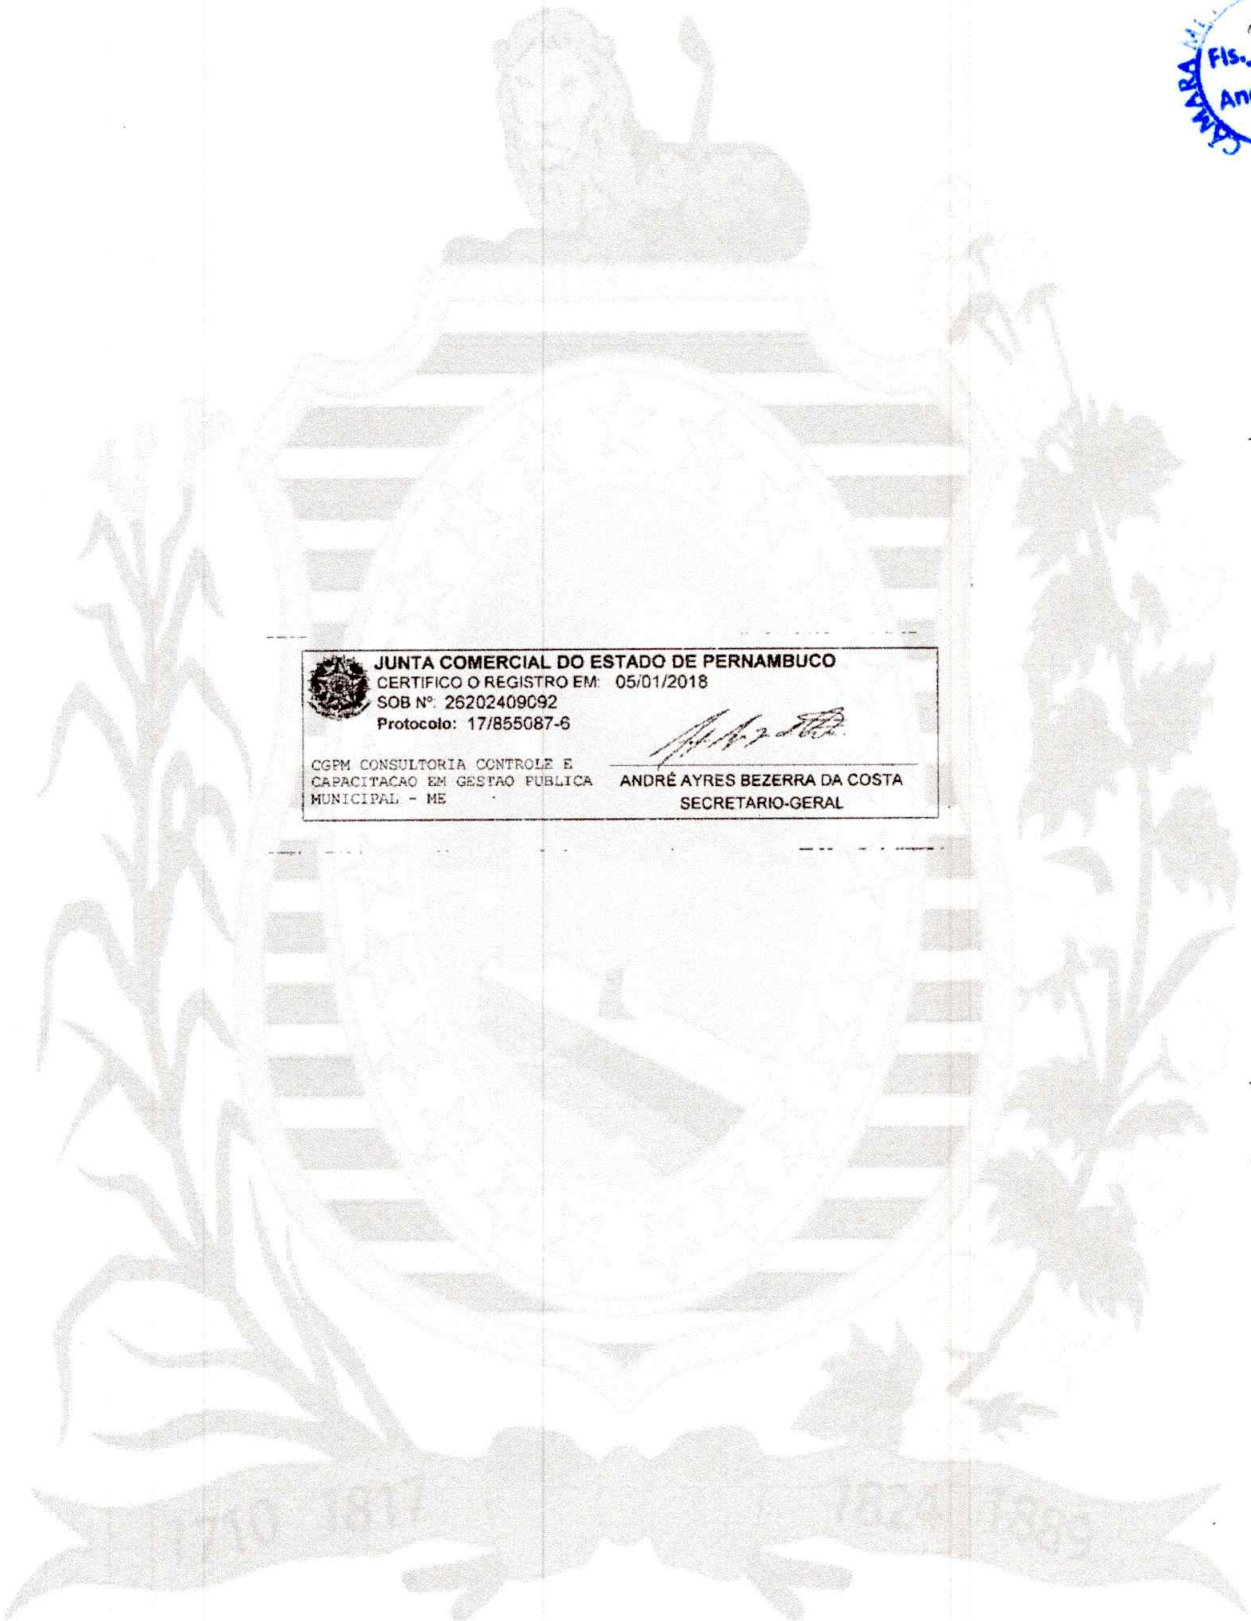 Fls.
CÂMARA
JUNTA COMERCIAL DO ESTADO DE PERNAMBUCO
CERTIFICO O REGISTRO EM: 05/01/2018
SOB Nº: 26202409092
Protocolo: 17/855087-6
CGPM CONSULTORIA CONTROLE E
CAPACITACAO EM GESTAO PUBLICA
MUNICIPAL - ME
ANDRÉ AYRES BEZERRA DA COSTA
SECRETARIO-GERAL
1710 1817 1824 1889